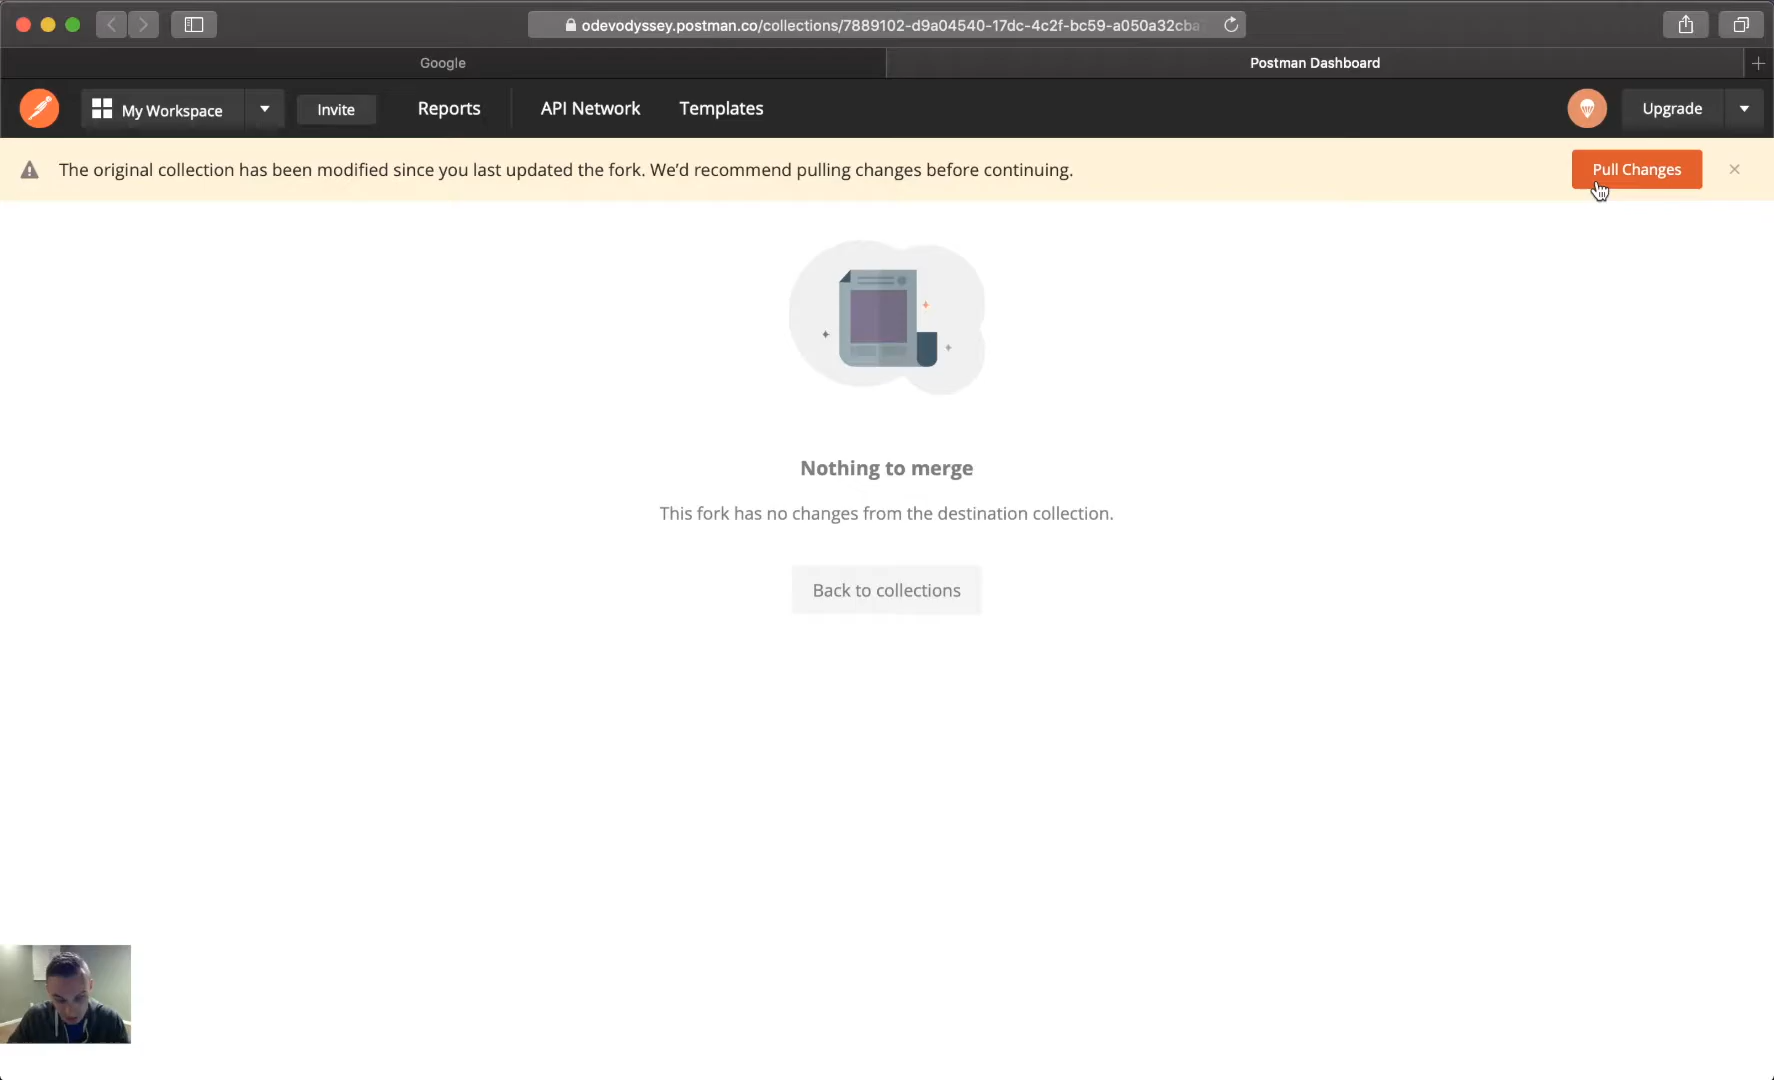 odevodyssey.postman.co/collections/7889102-d9a04540-17dc-4c2f-bc59-a050a32cba
Google
Postman Dashboard
My Workspace
Invite
Reports
API Network
Templates
Upgrade
The original collection has been modified since you last updated the fork. We’d recommend pulling changes before continuing.
Pull Changes
Nothing to merge
This fork has no changes from the destination collection.
Back to collections